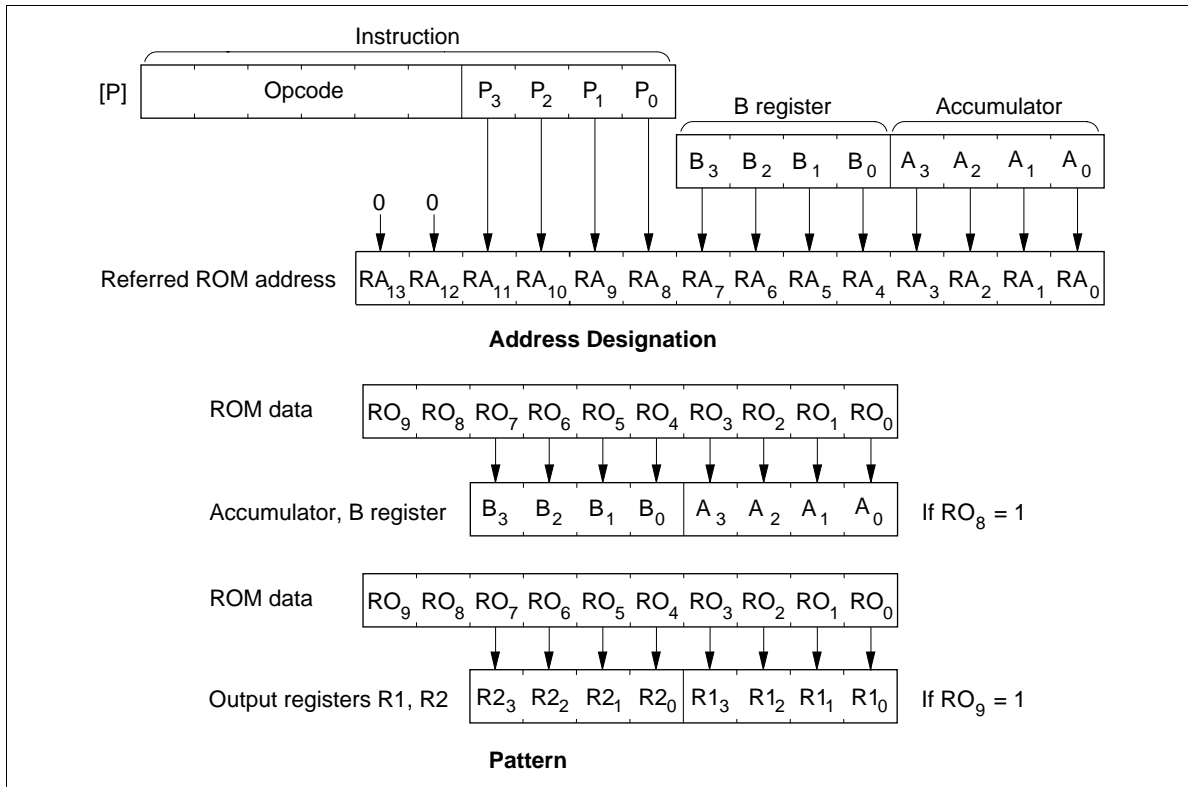 Instruction
[P] Opcode P3 P2 P1 P0
B register Accumulator
B3 B2 B1 B0 A3 A2 A1 A0
0 0
Referred ROM address RA13 RA12 RA11 RA10 RA9 RA8 RA7 RA6 RA5 RA4 RA3 RA2 RA1 RA0
Address Designation
ROM data RO9 RO8 RO7 RO6 RO5 RO4 RO3 RO2 RO1 RO0
Accumulator, B register B3 B2 B1 B0 A3 A2 A1 A0 If RO8 = 1
ROM data RO9 RO8 RO7 RO6 RO5 RO4 RO3 RO2 RO1 RO0
Output registers R1, R2 R23 R22 R21 R20 R13 R12 R11 R10 If RO9 = 1
Pattern